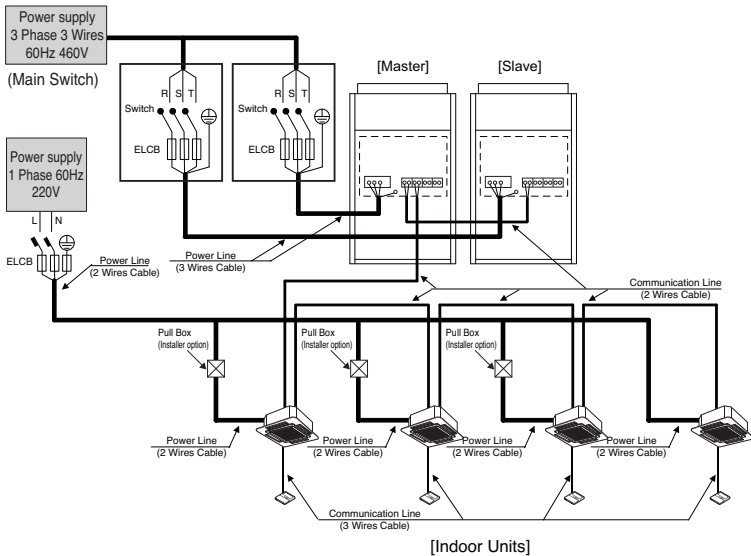 Power supply
3 Phase 3 Wires
60Hz 460V
(Main Switch)
R S T
Switch
ELCB
R S T
Switch
ELCB
[Master]
[Slave]
Power supply
1 Phase 60Hz
220V
L N
ELCB
Power Line
(2 Wires Cable)
Power Line
(3 Wires Cable)
Communication Line
(2 Wires Cable)
Pull Box
(Installer option)
Pull Box
(Installer option)
Pull Box
(Installer option)
Power Line
(2 Wires Cable)
Power Line
(2 Wires Cable)
Power Line
(2 Wires Cable)
Power Line
(2 Wires Cable)
Communication Line
(3 Wires Cable)
[Indoor Units]